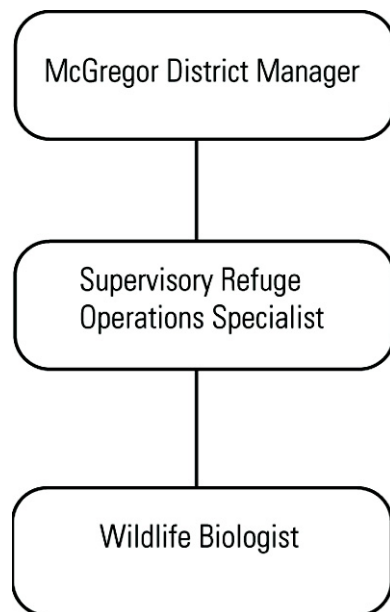 McGregor District Manager
Supervisory Refuge
Operations Specialist
Wildlife Biologist